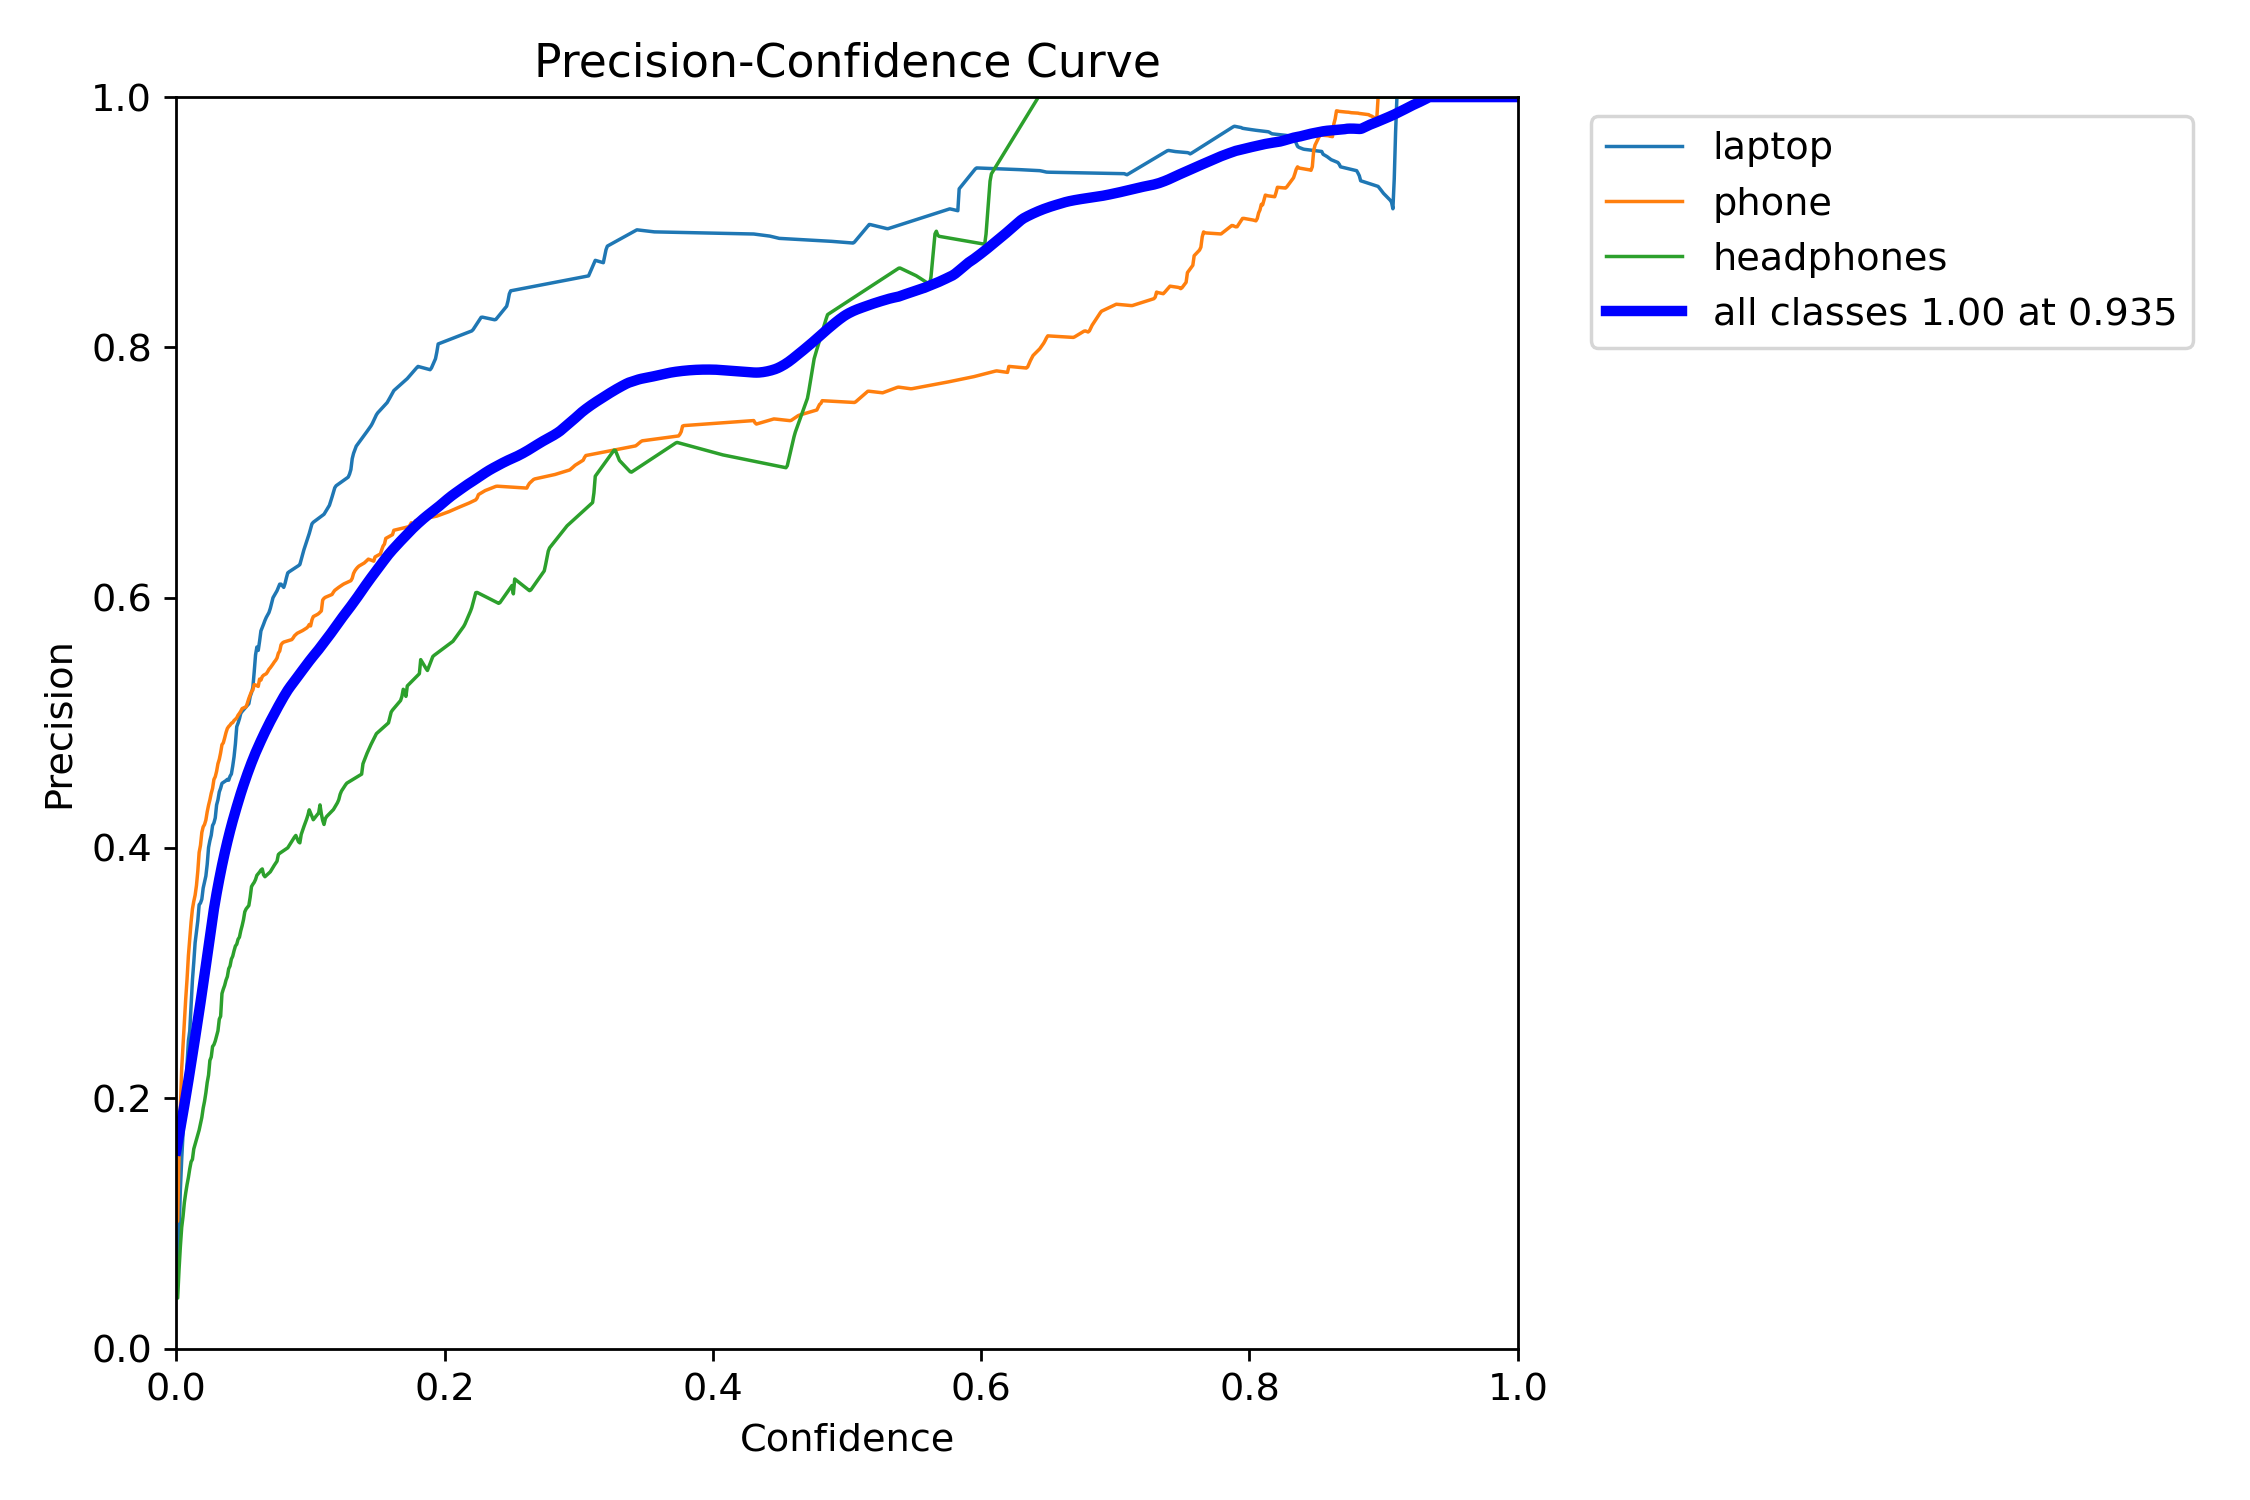 Precision-Confidence Curve
1.0
0.8
0.6
0.4
0.2
0.0
Precision
0.0 0.2 0.4 0.6 0.8 1.0
Confidence
laptop
phone
headphones
all classes 1.00 at 0.935